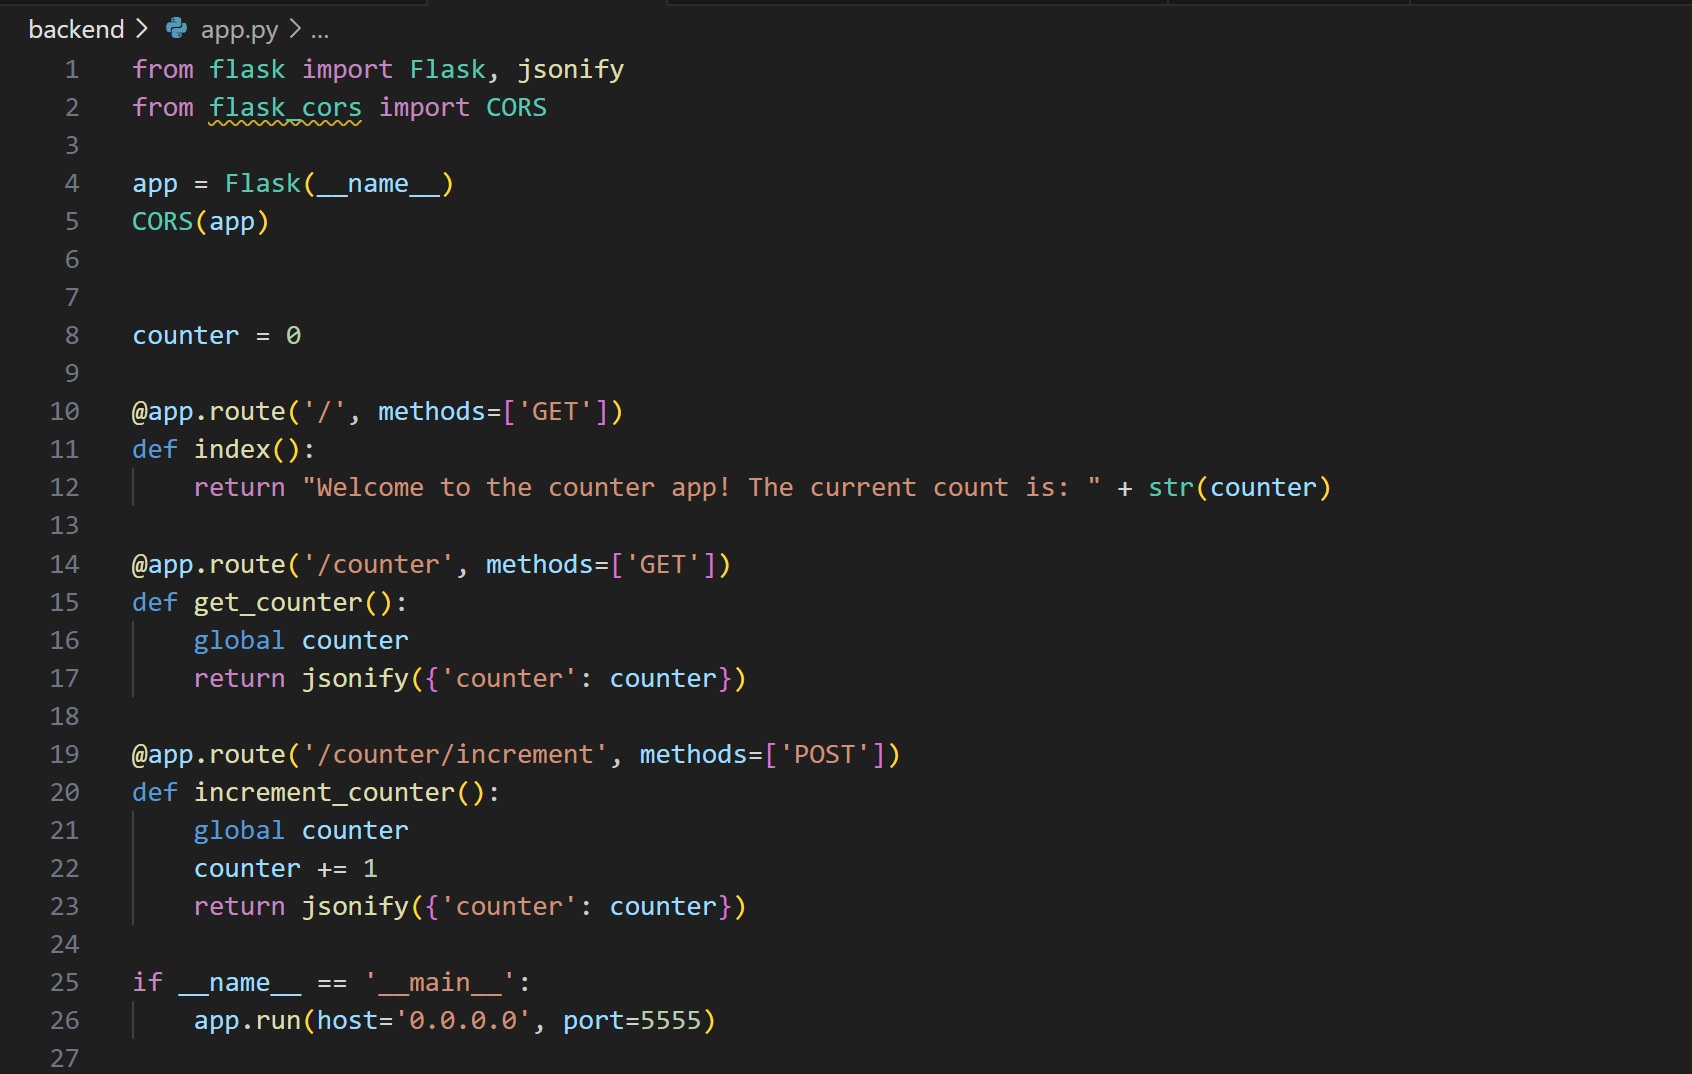 backend > app.py > ...
1 from flask import Flask, jsonify
2 from flask_cors import CORS
3
4 app = Flask(__name__)
5 CORS(app)
6
7
8 counter = 0
9
10 @app.route('/', methods=['GET'])
11 def index():
12     return "Welcome to the counter app! The current count is: " + str(counter)
13
14 @app.route('/counter', methods=['GET'])
15 def get_counter():
16     global counter
17     return jsonify({'counter': counter})
18
19 @app.route('/counter/increment', methods=['POST'])
20 def increment_counter():
21     global counter
22     counter += 1
23     return jsonify({'counter': counter})
24
25 if __name__ == '__main__':
26     app.run(host='0.0.0.0', port=5555)
27